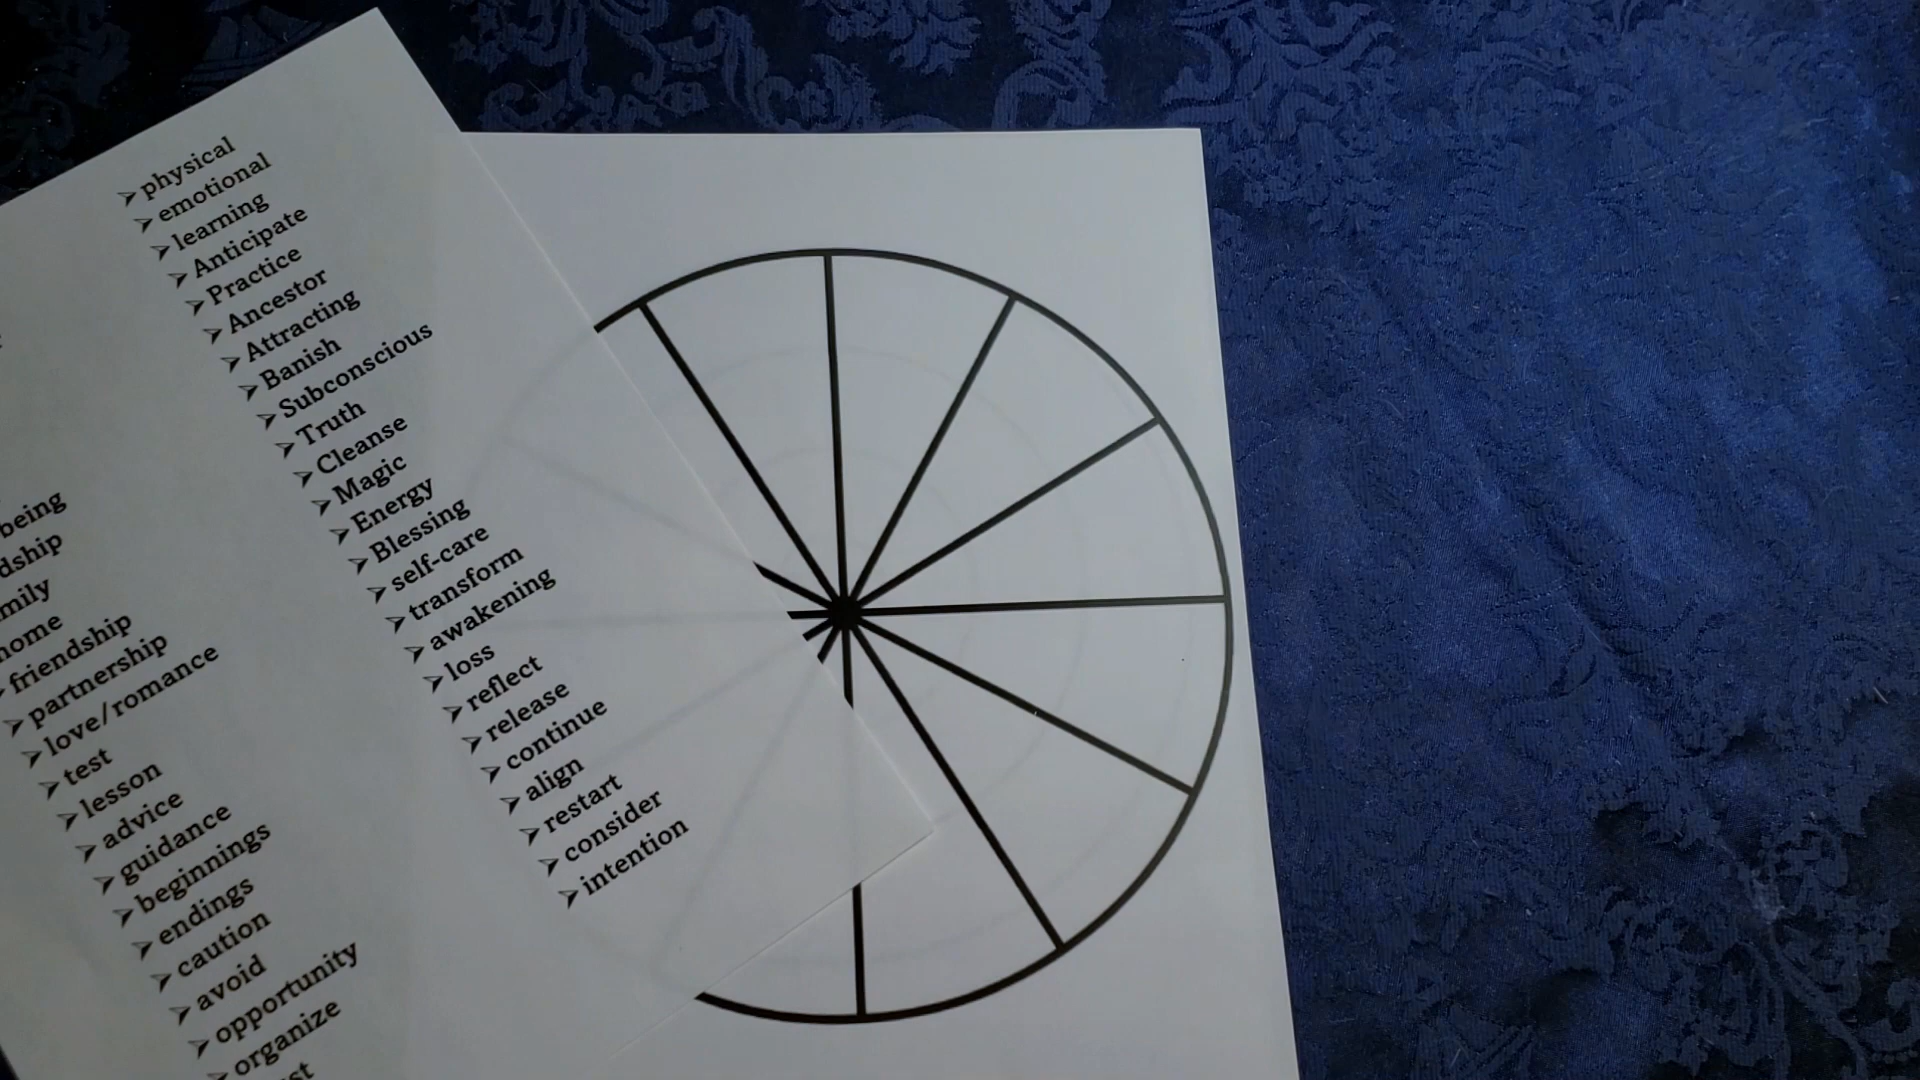 being
home
friendship
partnership
love/romance
test
lesson
advice
guidance
beginnings
endings
caution
avoid
opportunity
organize
physical
emotional
learning
Anticipate
Practice
Ancestor
Attracting
Banish
Subconscious
Truth
Cleanse
Magic
Energy
Blessing
self-care
transform
awakening
loss
reflect
release
continue
align
restart
consider
intention